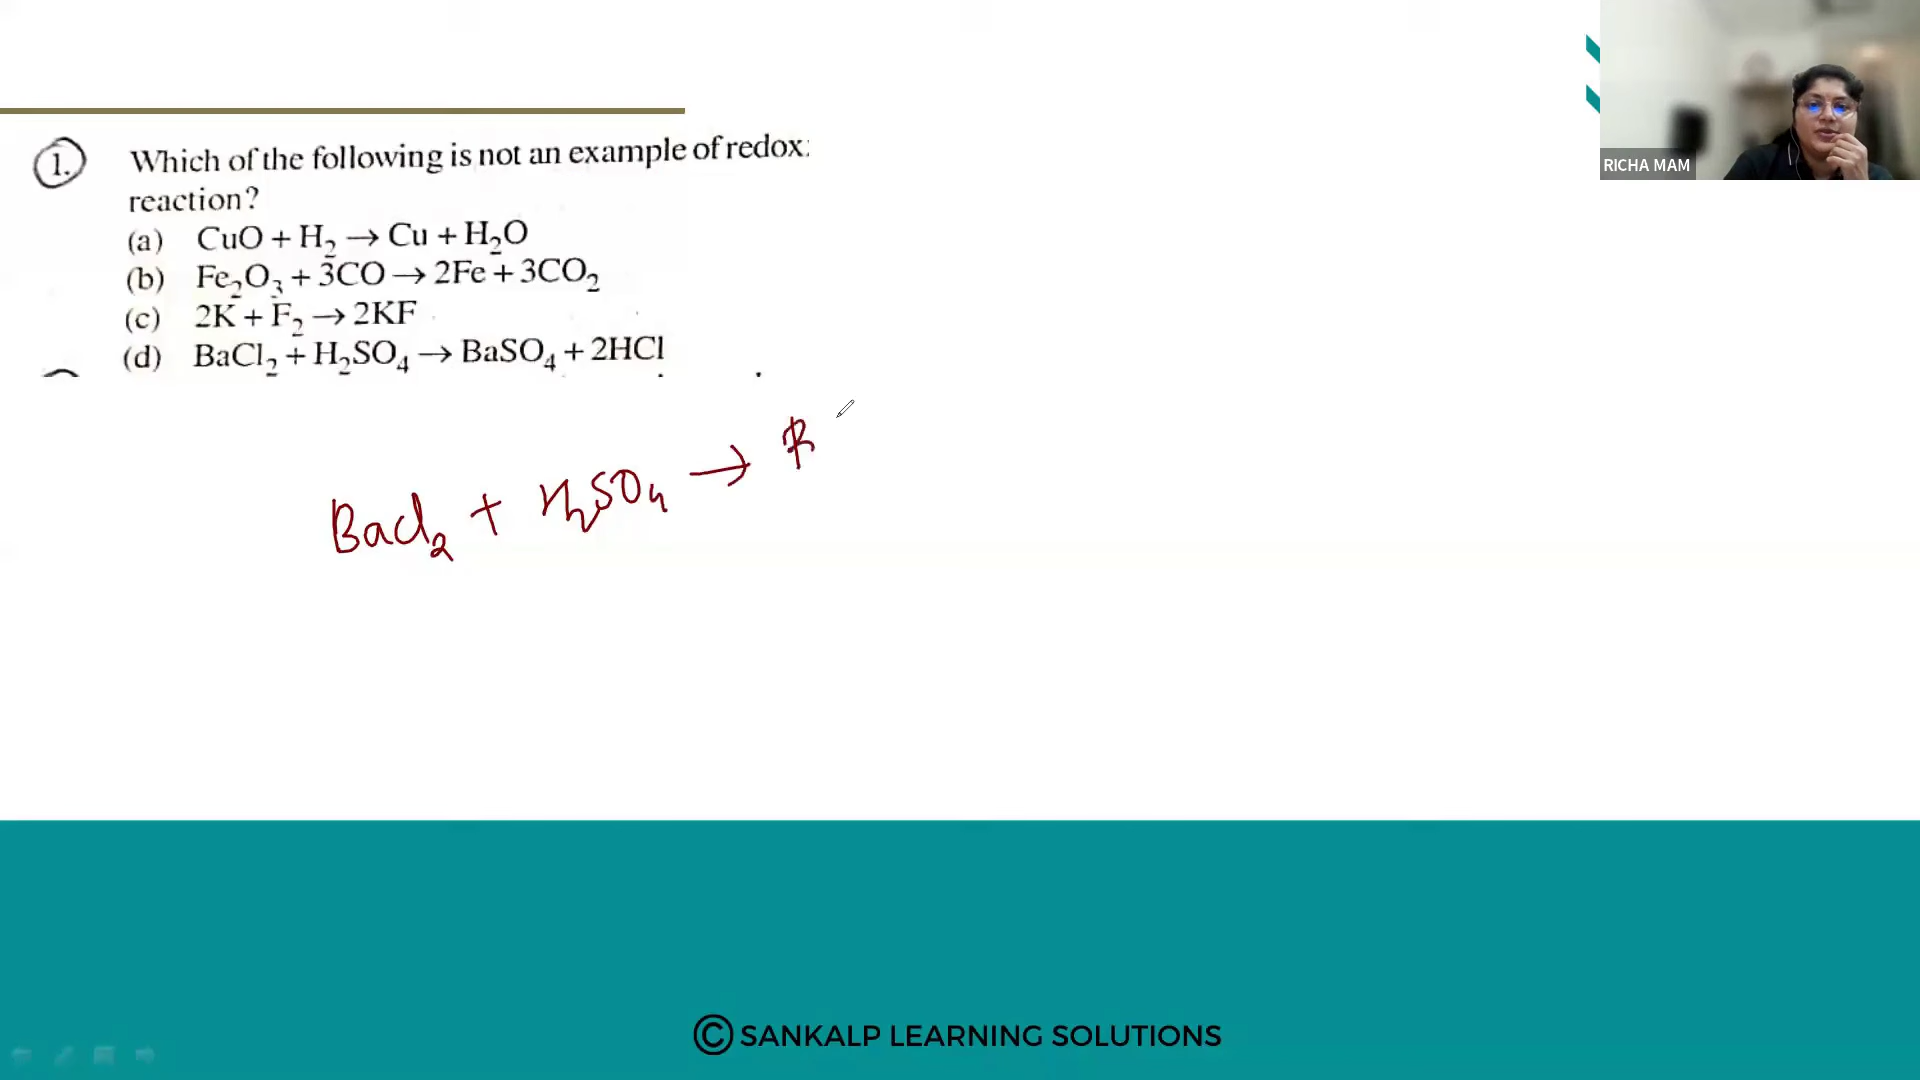 RICHA MAM
1. Which of the following is not an example of redox
reaction?
(a) CuO + H₂ → Cu + H₂O
(b) Fe₂O₃ + 3CO → 2Fe + 3CO₂
(c) 2K + F₂ → 2KF
(d) BaCl₂ + H₂SO₄ → BaSO₄ + 2HCl
BaCl₂ + H₂SO₄ → B
© SANKALP LEARNING SOLUTIONS